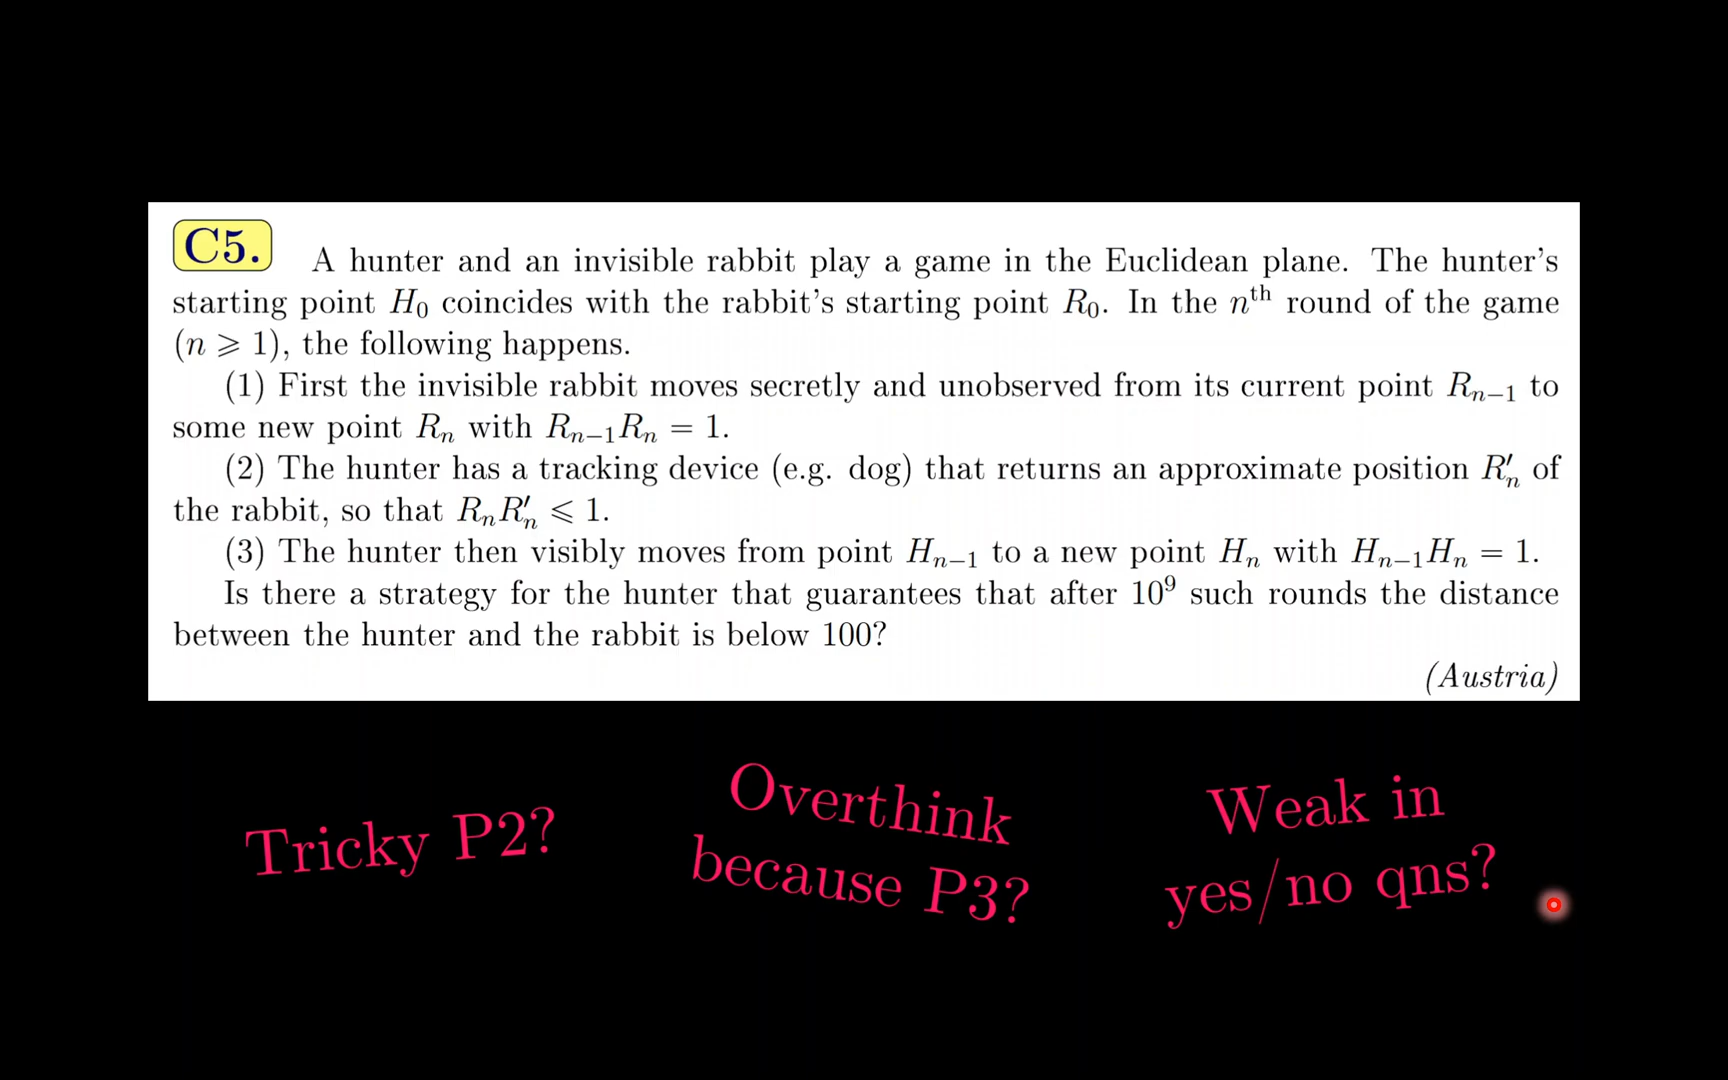 C5. A hunter and an invisible rabbit play a game in the Euclidean plane. The hunter's
starting point H₀ coincides with the rabbit's starting point R₀. In the nᵗʰ round of the game
(n ⩾ 1), the following happens.
(1) First the invisible rabbit moves secretly and unobserved from its current point Rₙ₋₁ to
some new point Rₙ with Rₙ₋₁Rₙ = 1.
(2) The hunter has a tracking device (e.g. dog) that returns an approximate position R′ₙ of
the rabbit, so that RₙR′ₙ ⩽ 1.
(3) The hunter then visibly moves from point Hₙ₋₁ to a new point Hₙ with Hₙ₋₁Hₙ = 1.
Is there a strategy for the hunter that guarantees that after 10⁹ such rounds the distance
between the hunter and the rabbit is below 100?
(Austria)
Tricky P2?
Overthink
because P3?
Weak in
yes/no qns?